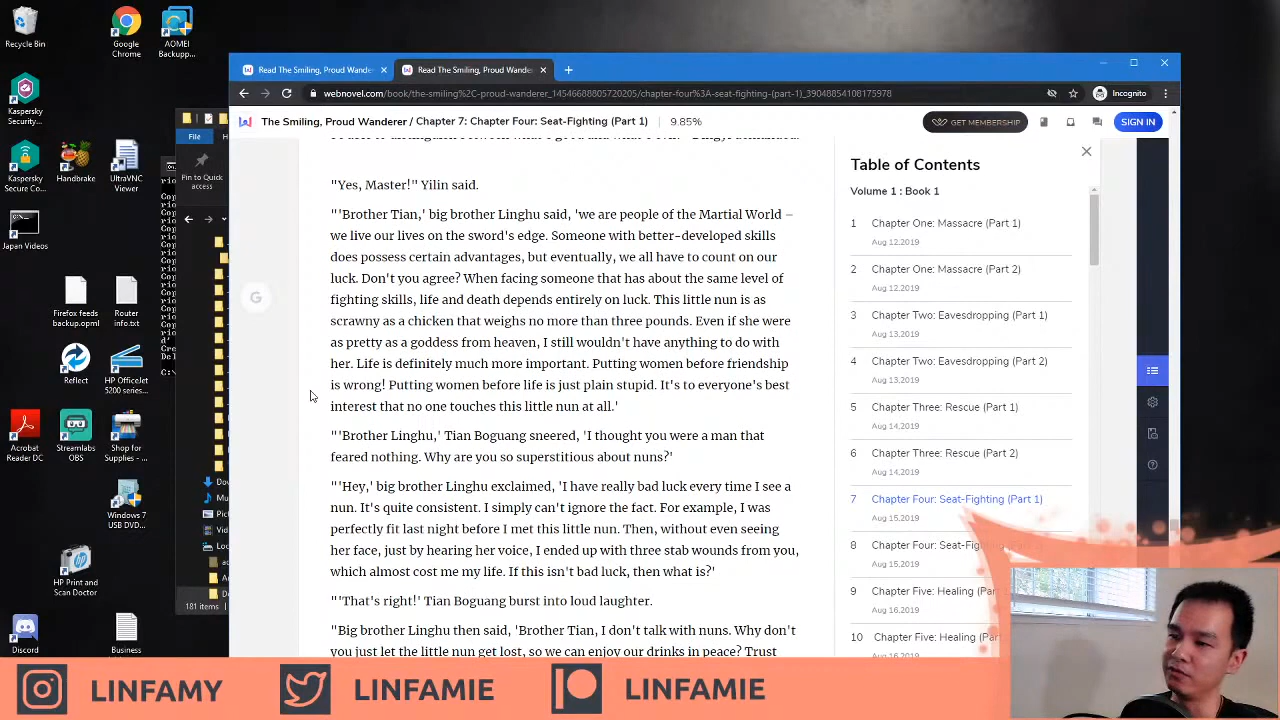 Recycle Bin
Google Chrome
AOMEI Backupp...
Kaspersky Security
Kaspersky Secure Co...
Handbrake
UltraVNC Viewer
Japan Videos
Firefox feeds backup.opml
Router info.txt
Reflect
HP OfficeJet 5200 series...
Acrobat Reader DC
Streamlabs OBS
Shop for Supplies - ...
Windows 7 USB DVD...
HP Print and Scan Doctor
Discord
Business
File
Pin to Quick access
181 items
Read The Smiling, Proud Wande
Read The Smiling, Proud Wande
webnovel.com/book/the-smiling%2C-proud-wanderer_14546688805720205/chapter-four%3A-seat-fighting-(part-1)_39048854108175978
Incognito
The Smiling, Proud Wanderer / Chapter 7: Chapter Four: Seat-Fighting (Part 1)
9.85%
GET MEMBERSHIP
SIGN IN
"Yes, Master!" Yilin said.
"'Brother Tian,' big brother Linghu said, 'we are people of the Martial World –
we live our lives on the sword's edge. Someone with better-developed skills
does possess certain advantages, but eventually, we all have to count on our
luck. Don't you agree? When facing someone that has about the same level of
fighting skills, life and death depends entirely on luck. This little nun is as
scrawny as a chicken that weighs no more than three pounds. Even if she were
as pretty as a goddess from heaven, I still wouldn't have anything to do with
her. Life is definitely much more important. Putting women before friendship
is wrong! Putting women before life is just plain stupid. It's to everyone's best
interest that no one touches this little nun at all.'
"'Brother Linghu,' Tian Boguang sneered, 'I thought you were a man that
feared nothing. Why are you so superstitious about nuns?'
"'Hey,' big brother Linghu exclaimed, 'I have really bad luck every time I see a
nun. It's quite consistent. I simply can't ignore the fact. For example, I was
perfectly fit last night before I met this little nun. Then, without even seeing
her face, just by hearing her voice, I ended up with three stab wounds from you,
which almost cost me my life. If this isn't bad luck, then what is?'
"'That's right!' Tian Boguang burst into loud laughter.
"Big brother Linghu then said, 'Brother Tian, I don't talk with nuns. Why don't
you just let the little nun get lost, so we can enjoy our drinks in peace? Trust
Table of Contents
Volume 1 : Book 1
1 Chapter One: Massacre (Part 1)
Aug 12,2019
2 Chapter One: Massacre (Part 2)
Aug 12,2019
3 Chapter Two: Eavesdropping (Part 1)
Aug 13,2019
4 Chapter Two: Eavesdropping (Part 2)
Aug 13,2019
5 Chapter Three: Rescue (Part 1)
Aug 14,2019
6 Chapter Three: Rescue (Part 2)
Aug 14,2019
7 Chapter Four: Seat-Fighting (Part 1)
Aug 15,2019
8 Chapter Four: Seat-Fighting
Aug 15,2019
9 Chapter Five: Healing (Part
Aug 16,2019
10 Chapter Five: Healing (Par
Aug 16,2019
LINFAMY
LINFAMIE
LINFAMIE